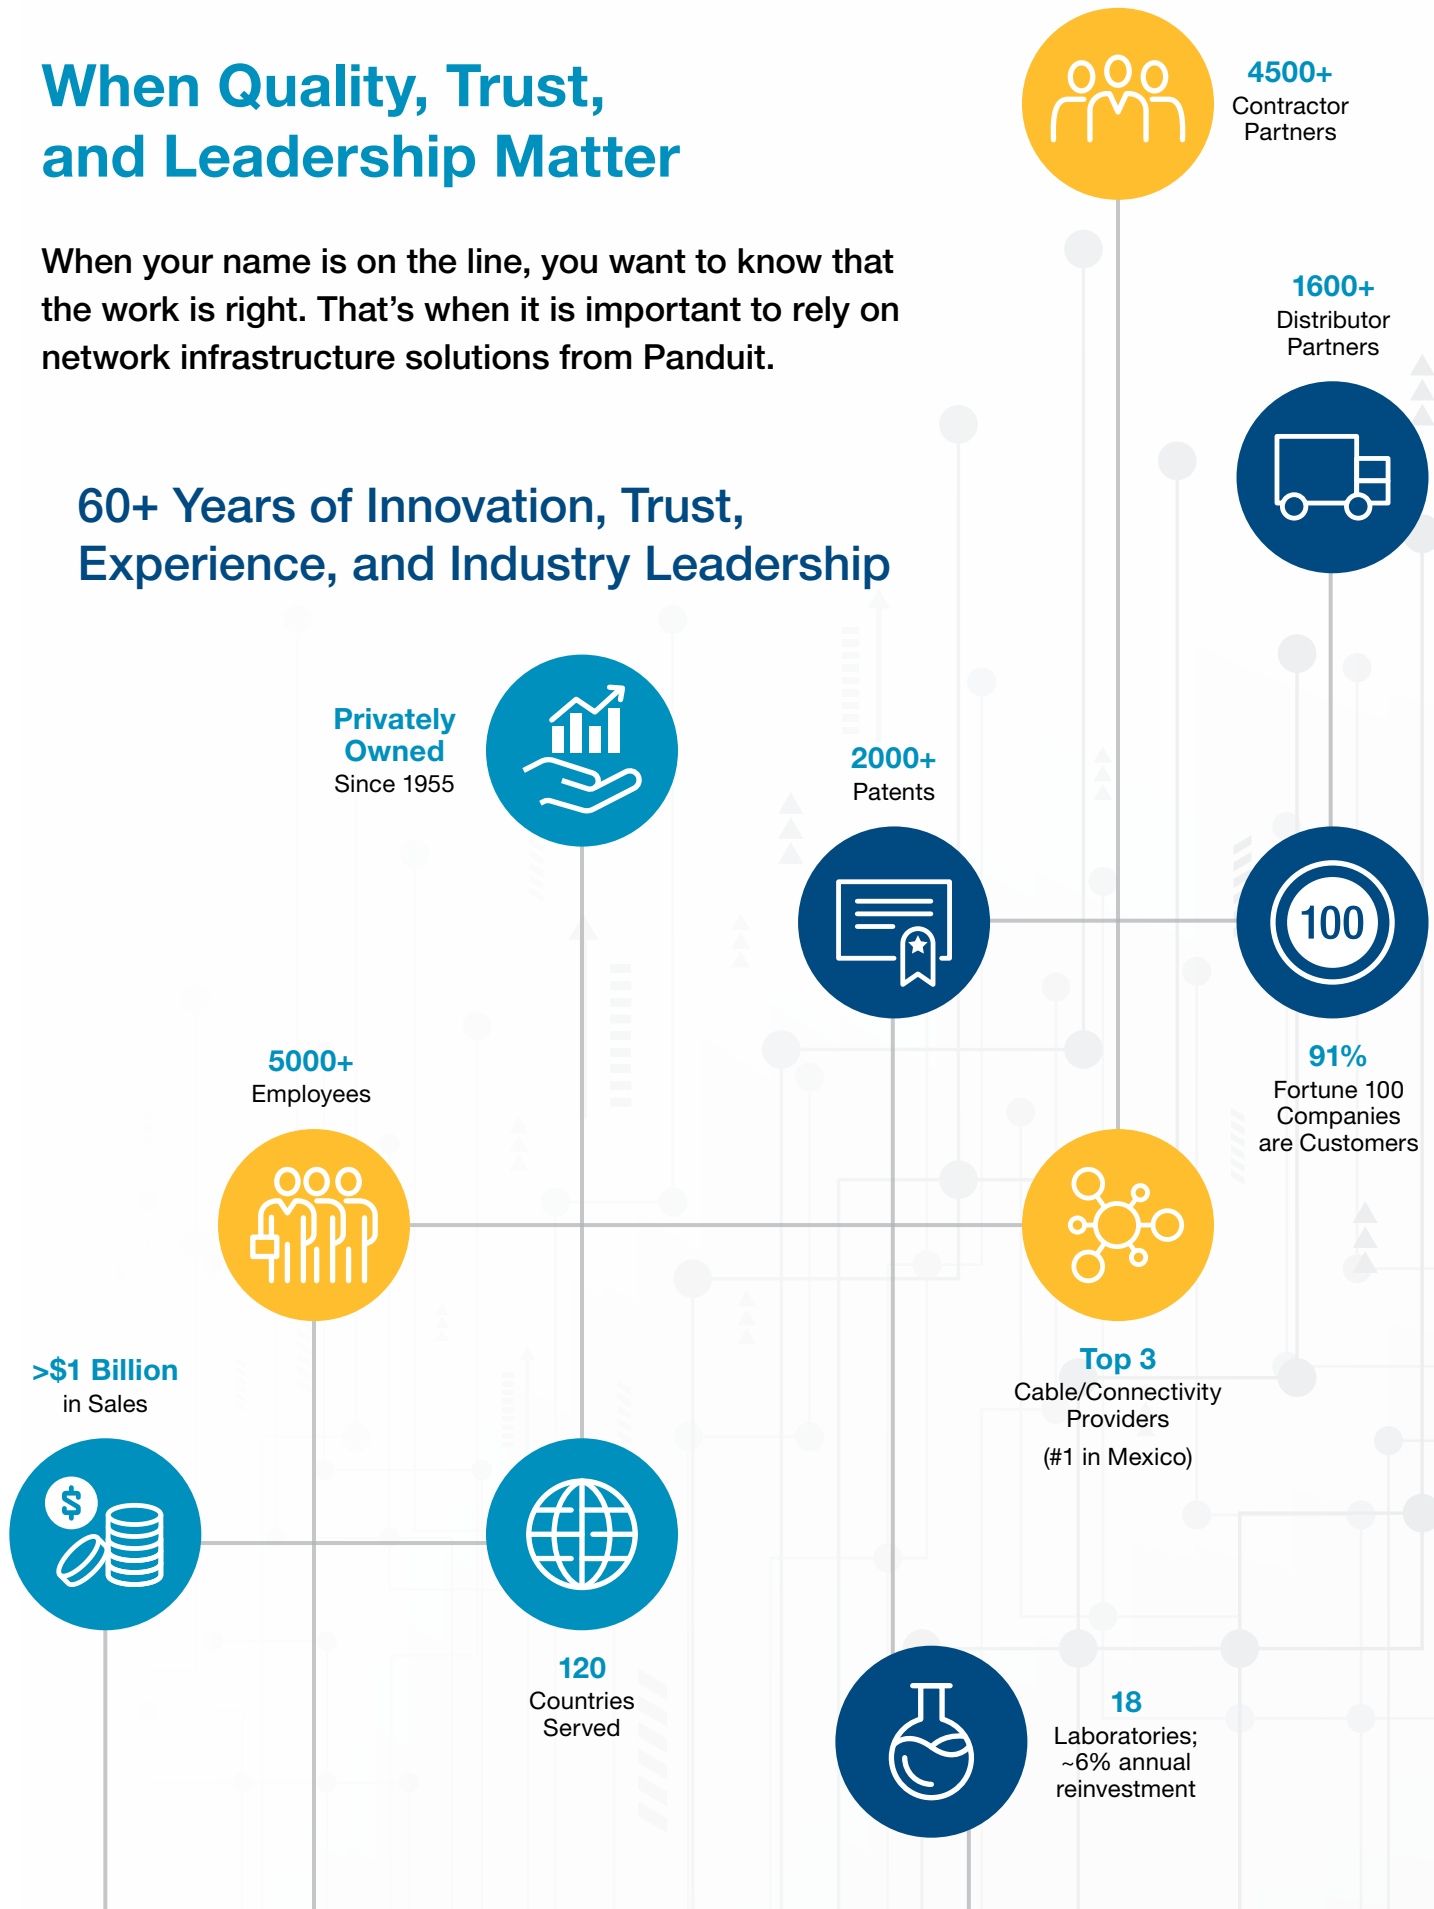 When Quality, Trust,
and Leadership Matter
When your name is on the line, you want to know that
the work is right. That’s when it is important to rely on
network infrastructure solutions from Panduit.
60+ Years of Innovation, Trust,
Experience, and Industry Leadership
4500+
Contractor
Partners
1600+
Distributor
Partners
Privately
Owned
Since 1955
2000+
Patents
100
91%
Fortune 100
Companies
are Customers
5000+
Employees
Top 3
Cable/Connectivity
Providers
(#1 in Mexico)
>$1 Billion
in Sales
$
120
Countries
Served
18
Laboratories;
~6% annual
reinvestment